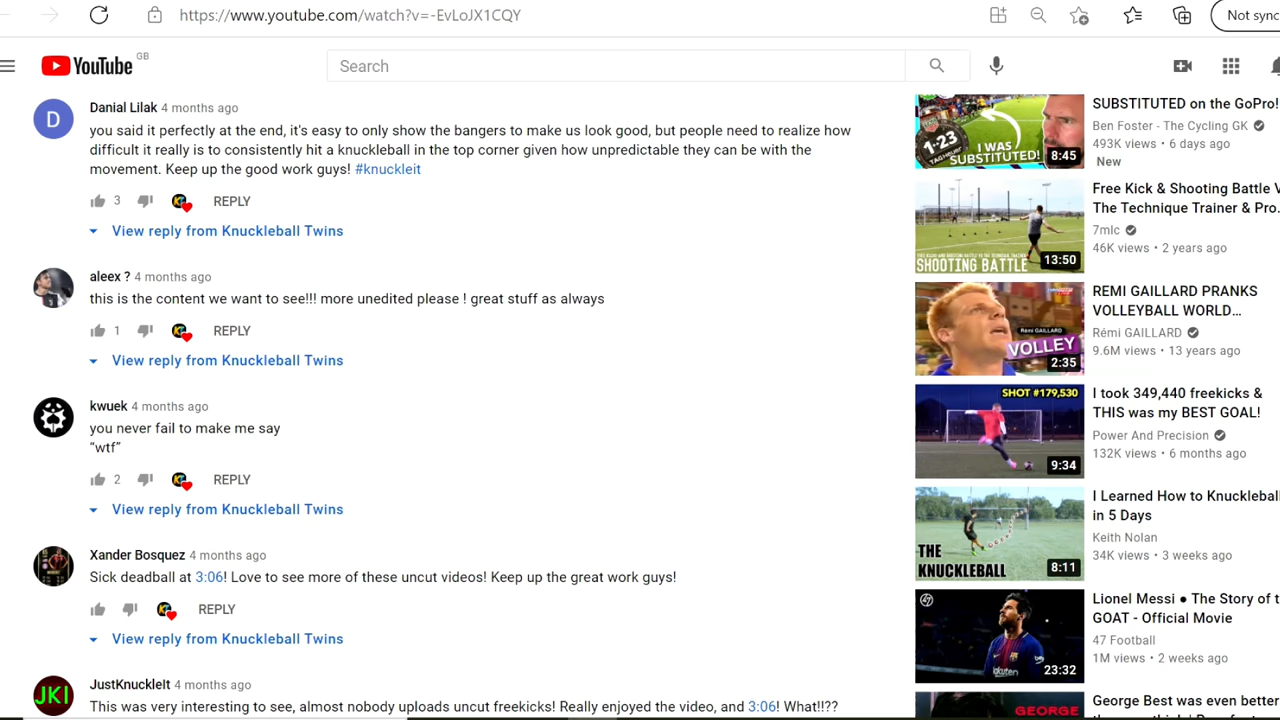 https://www.youtube.com/watch?v=-EvLoJX1CQY
Not sync
YouTube GB
Search
Danial Lilak 4 months ago
you said it perfectly at the end, it's easy to only show the bangers to make us look good, but people need to realize how
difficult it really is to consistently hit a knuckleball in the top corner given how unpredictable they can be with the
movement. Keep up the good work guys! #knuckleit
3 REPLY
View reply from Knuckleball Twins
aleex ? 4 months ago
this is the content we want to see!!! more unedited please ! great stuff as always
1 REPLY
View reply from Knuckleball Twins
kwuek 4 months ago
you never fail to make me say
“wtf”
2 REPLY
View reply from Knuckleball Twins
Xander Bosquez 4 months ago
Sick deadball at 3:06! Love to see more of these uncut videos! Keep up the great work guys!
REPLY
View reply from Knuckleball Twins
JustKnuckleIt 4 months ago
This was very interesting to see, almost nobody uploads uncut freekicks! Really enjoyed the video, and 3:06! What!!??
D
JKI
1:23
I WAS
SUBSTITUTED!
8:45
SUBSTITUTED on the GoPro!
Ben Foster - The Cycling GK
493K views • 6 days ago
New
SHOOTING BATTLE
13:50
Free Kick & Shooting Battle V
The Technique Trainer & Pro
7mlc
46K views • 2 years ago
Rémi GAILLARD
VOLLEY
2:35
REMI GAILLARD PRANKS
VOLLEYBALL WORLD...
Rémi GAILLARD
9.6M views • 13 years ago
SHOT #179,530
9:34
I took 349,440 freekicks &
THIS was my BEST GOAL!
Power And Precision
132K views • 6 months ago
THE
KNUCKLEBALL
8:11
I Learned How to Knuckleball
in 5 Days
Keith Nolan
34K views • 3 weeks ago
47
23:32
Lionel Messi ● The Story of t
GOAT - Official Movie
47 Football
1M views • 2 weeks ago
GEORGE
George Best was even better